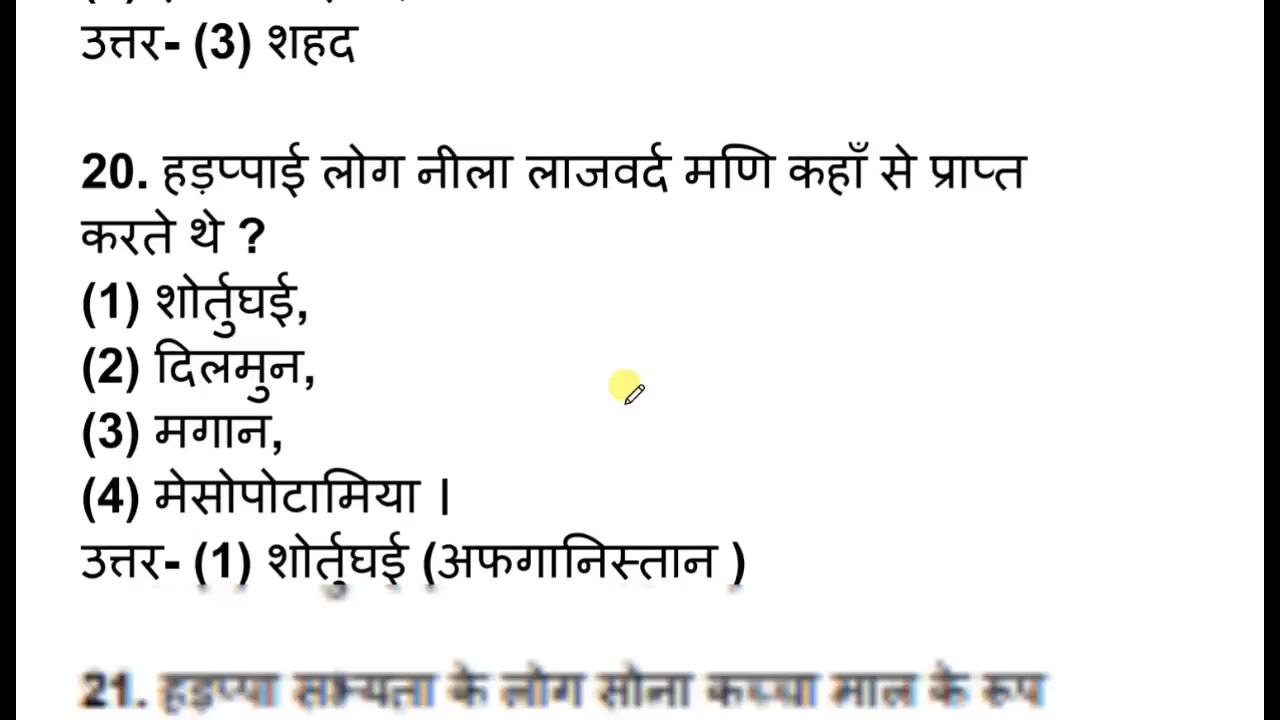 उत्तर- (3) शहद
20. हड़प्पाई लोग नीला लाजवर्द मणि कहाँ से प्राप्त
करते थे ?
(1) शोर्तुघई,
(2) दिलमुन,
(3) मगान,
(4) मेसोपोटामिया ।
उत्तर- (1) शोर्तुघई (अफगानिस्तान )
21. हड़प्पा सभ्यता के लोग सोना कच्चा माल के रूप